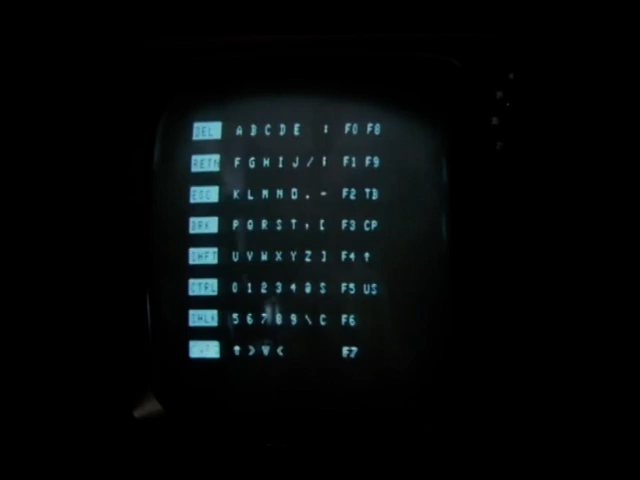 DEL A B C D E : F0 F8
RETN F G H I J / ; F1 F9
ESC K L M N O . - F2 TB
BRK P Q R S T , [ F3 CP
SHFT U V W X Y Z ] F4 ↑
CTRL 0 1 2 3 4 @ S F5 US
SHLK 5 6 7 8 9 \ C F6
↑ > V < F7